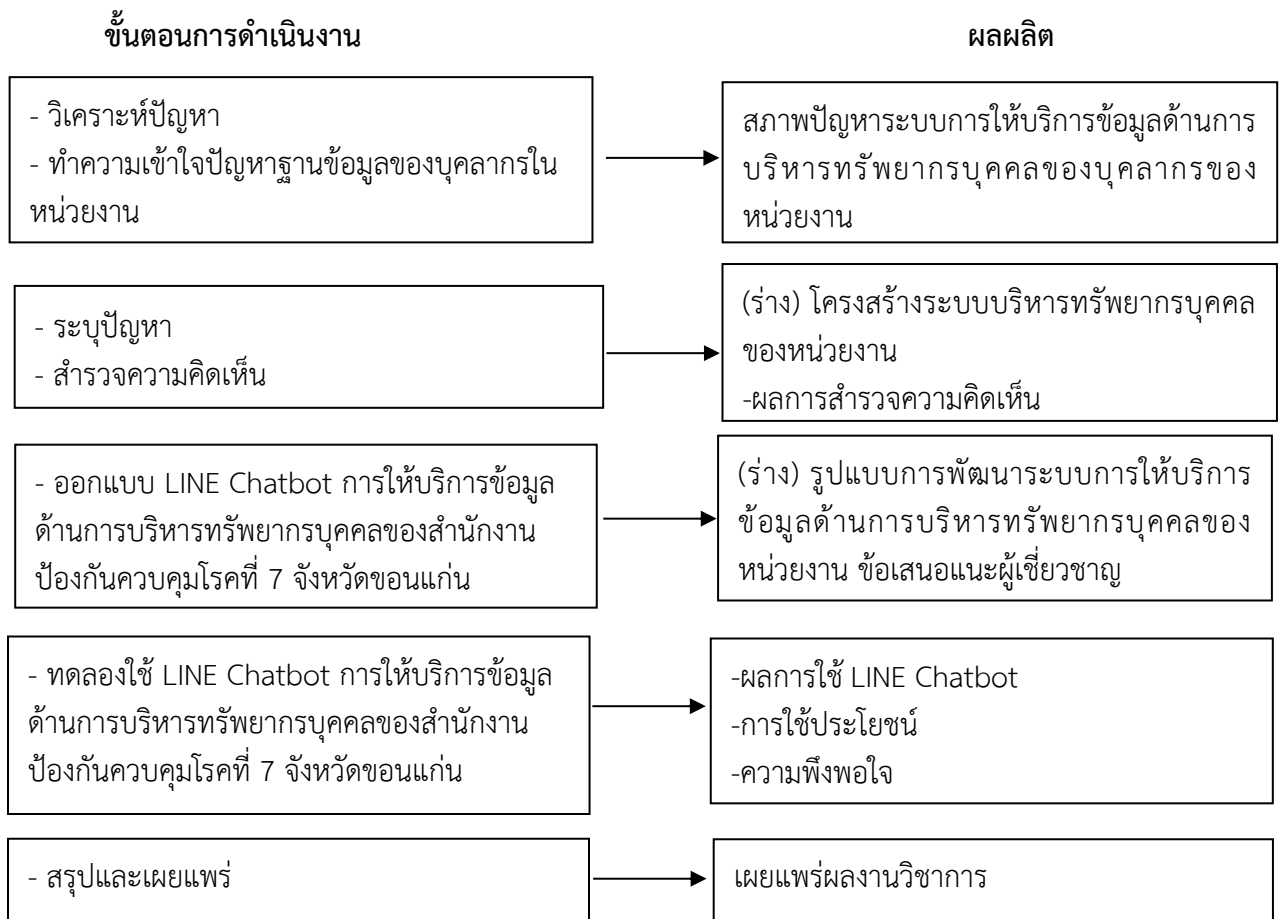 ขั้นตอนการดำเนินงาน
ผลผลิต
- วิเคราะห์ปัญหา
- ทำความเข้าใจปัญหาฐานข้อมูลของบุคลากรใน
หน่วยงาน
สภาพปัญหาระบบการให้บริการข้อมูลด้านการ
บริหารทรัพยากรบุคคลของบุคลากรของ
หน่วยงาน
- ระบุปัญหา
- สำรวจความคิดเห็น
(ร่าง) โครงสร้างระบบบริหารทรัพยากรบุคคล
ของหน่วยงาน
-ผลการสำรวจความคิดเห็น
- ออกแบบ LINE Chatbot การให้บริการข้อมูล
ด้านการบริหารทรัพยากรบุคคลของสำนักงาน
ป้องกันควบคุมโรคที่ 7 จังหวัดขอนแก่น
(ร่าง) รูปแบบการพัฒนาระบบการให้บริการ
ข้อมูลด้านการบริหารทรัพยากรบุคคลของ
หน่วยงาน ข้อเสนอแนะผู้เชี่ยวชาญ
- ทดลองใช้ LINE Chatbot การให้บริการข้อมูล
ด้านการบริหารทรัพยากรบุคคลของสำนักงาน
ป้องกันควบคุมโรคที่ 7 จังหวัดขอนแก่น
-ผลการใช้ LINE Chatbot
-การใช้ประโยชน์
-ความพึงพอใจ
- สรุปและเผยแพร่
เผยแพร่ผลงานวิชาการ